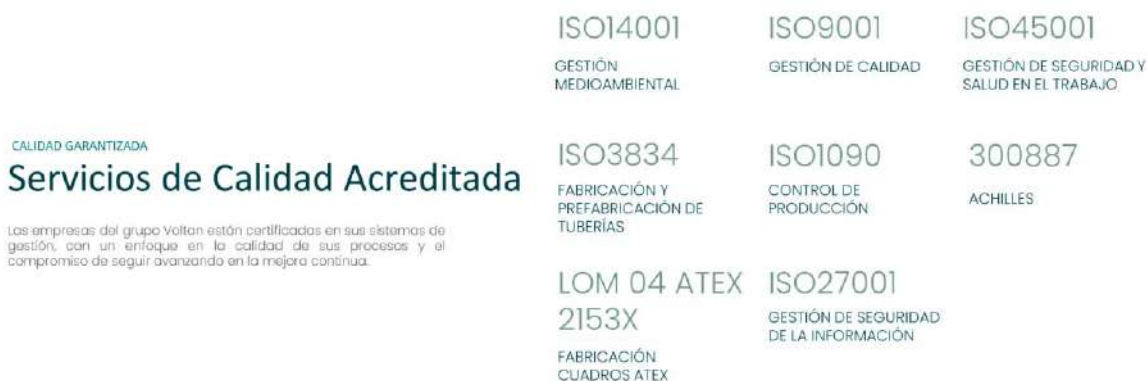 CALIDAD GARANTIZADA
Servicios de Calidad Acreditada
Las empresas del grupo Voltan están certificadas en sus sistemas de
gestión, con un enfoque en la calidad de sus procesos y el
compromiso de seguir avanzando en la mejora continua.
ISO14001
GESTIÓN
MEDIOAMBIENTAL
ISO9001
GESTIÓN DE CALIDAD
ISO45001
GESTIÓN DE SEGURIDAD Y
SALUD EN EL TRABAJO
ISO3834
FABRICACIÓN Y
PREFABRICACIÓN DE
TUBERÍAS
ISO1090
CONTROL DE
PRODUCCIÓN
300887
ACHILLES
LOM 04 ATEX
2153X
FABRICACIÓN
CUADROS ATEX
ISO27001
GESTIÓN DE SEGURIDAD
DE LA INFORMACIÓN